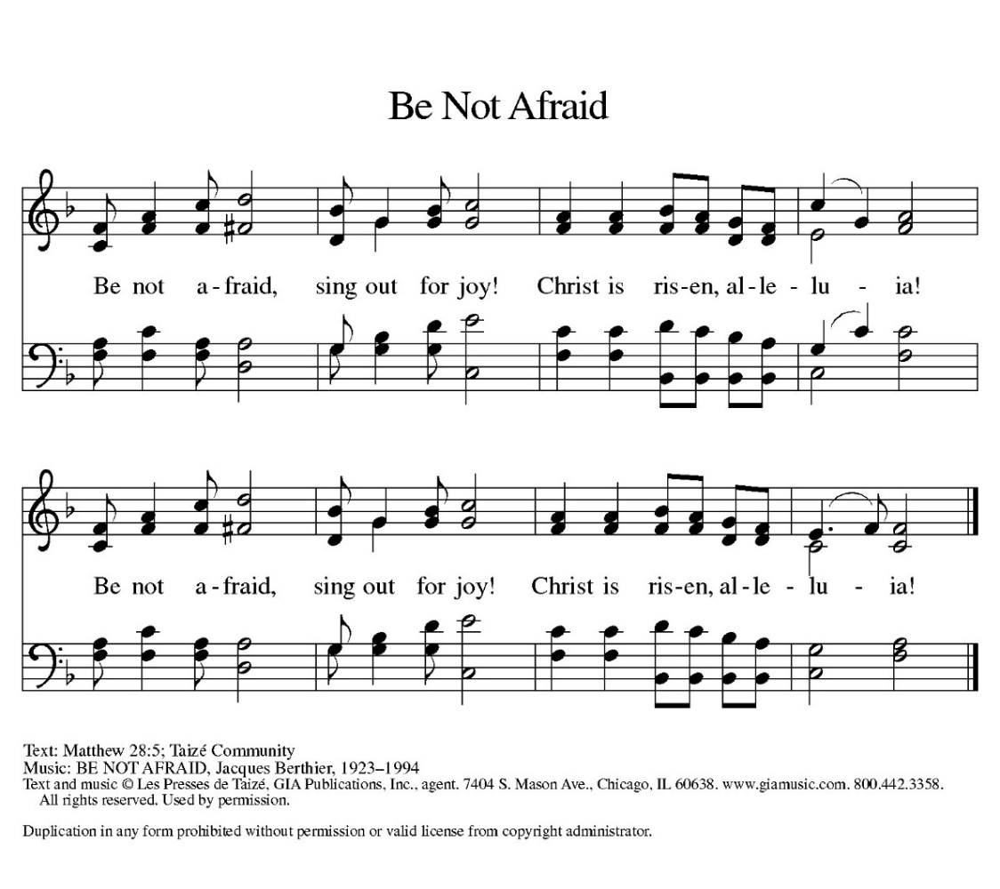 Be Not Afraid
Be not a - fraid, sing out for joy! Christ is ris - en, al - le - lu - ia!
Be not a - fraid, sing out for joy! Christ is ris - en, al - le - lu - ia!
Text: Matthew 28:5; Taizé Community
Music: BE NOT AFRAID, Jacques Berthier, 1923–1994
Text and music © Les Presses de Taizé, GIA Publications, Inc., agent. 7404 S. Mason Ave., Chicago, IL 60638. www.giamusic.com. 800.442.3358.
All rights reserved. Used by permission.
Duplication in any form prohibited without permission or valid license from copyright administrator.